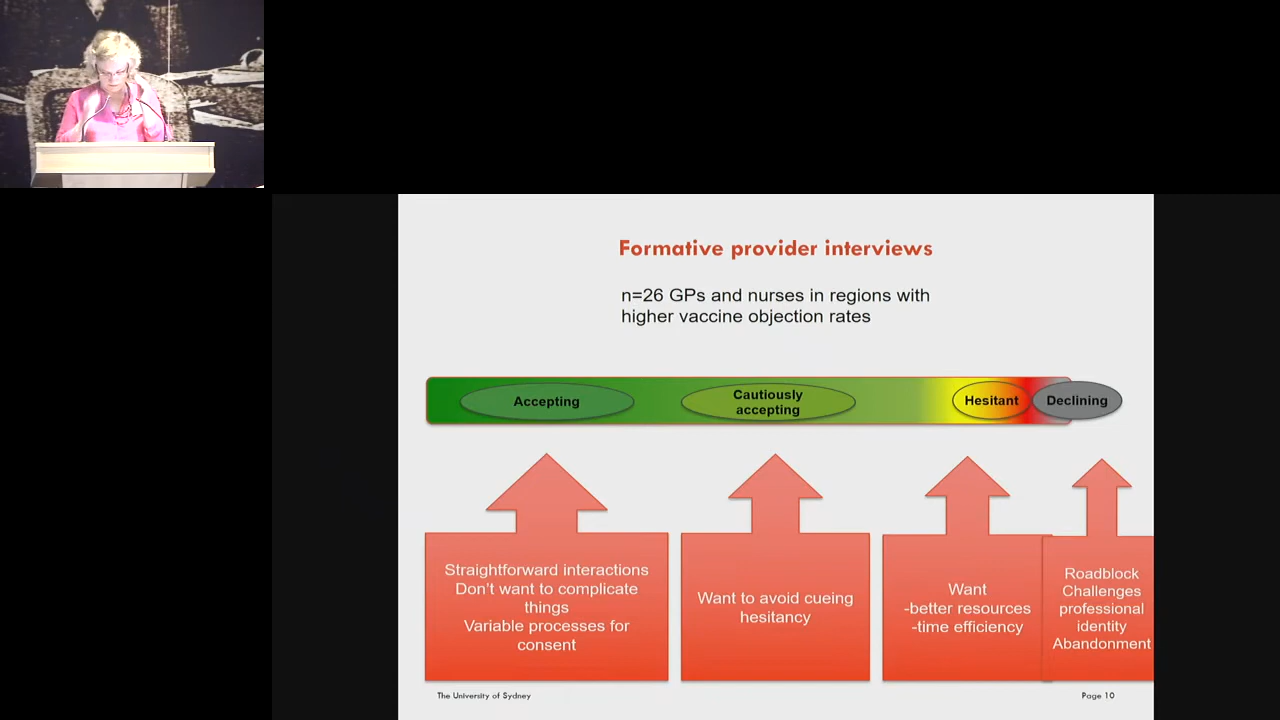 Formative provider interviews
n=26 GPs and nurses in regions with
higher vaccine objection rates
Accepting
Cautiously
accepting
Hesitant
Declining
Straightforward interactions
Don't want to complicate
things
Variable processes for
consent
Want to avoid cueing
hesitancy
Want
-better resources
-time efficiency
Roadblock
Challenges
professional
identity
Abandonment
The University of Sydney
Page 10